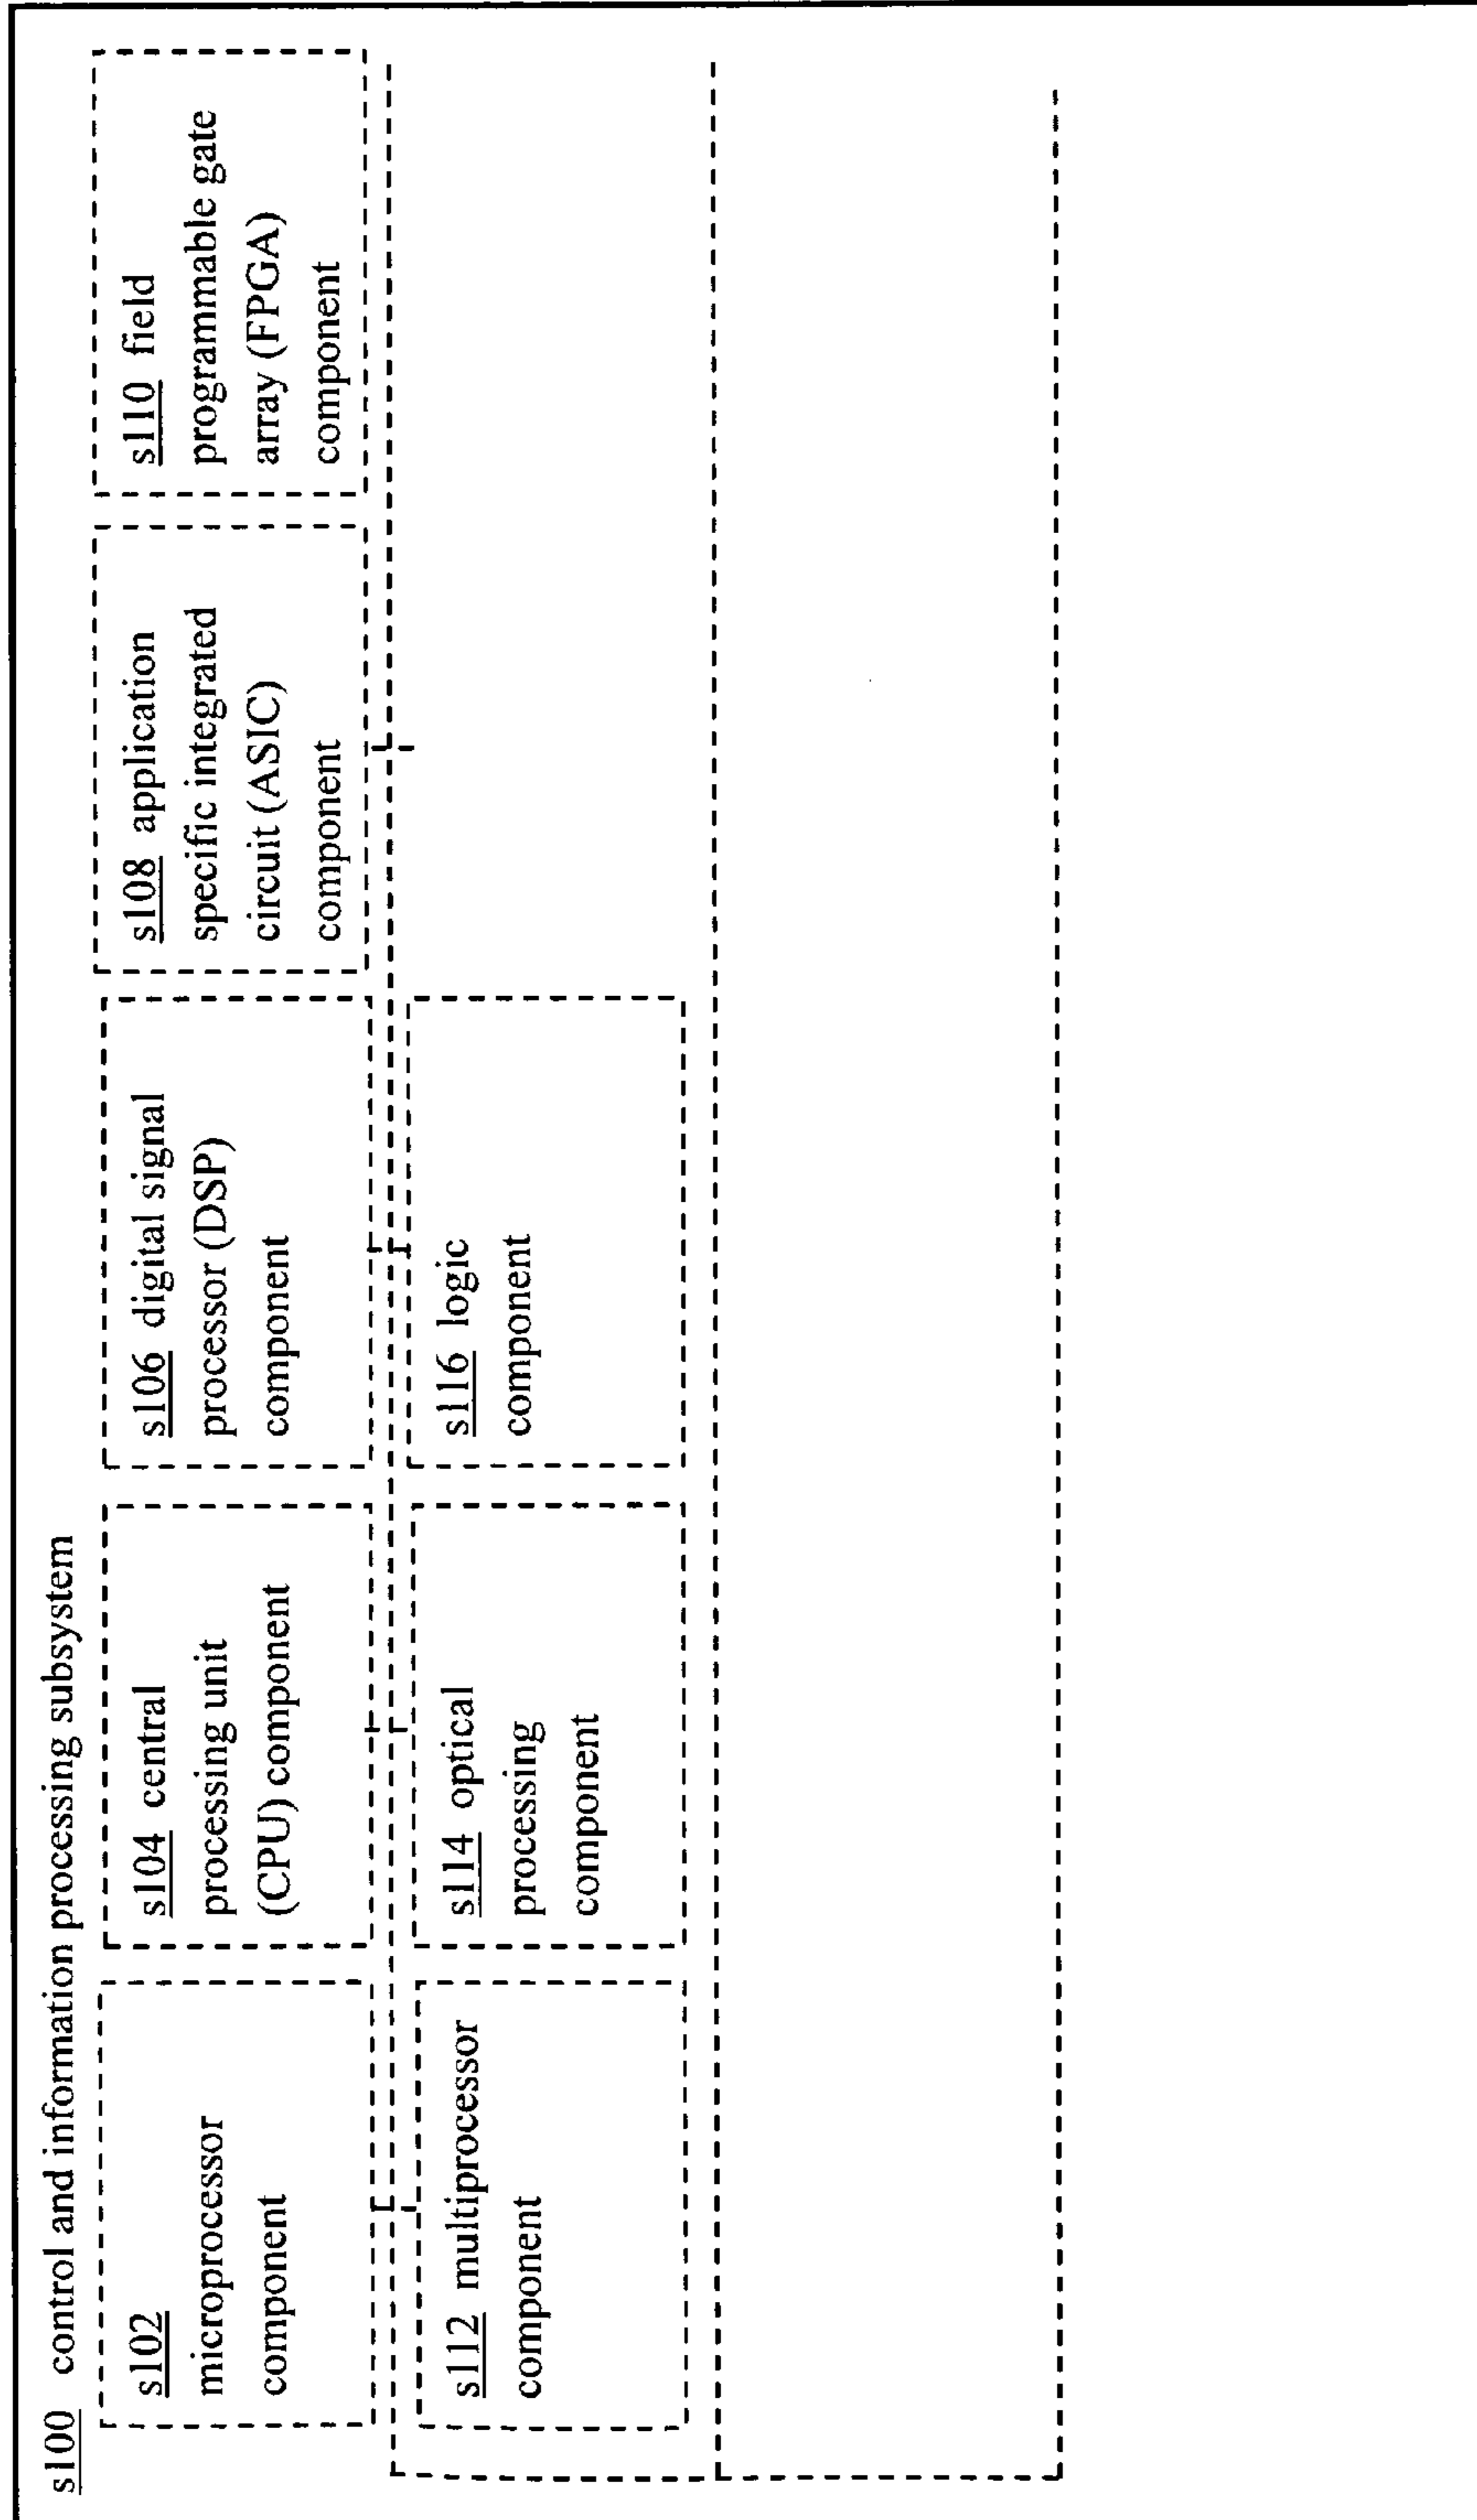 s100 control and information processing subsystem
s102
microprocessor
component
s104 central
processing unit
(CPU) component
s106 digital signal
processor (DSP)
component
s108 application
specific integrated
circuit (ASIC)
component
s110 field
programmable gate
array (FPGA)
component
s112 multiprocessor
component
s114 optical
processing
component
s116 logic
component